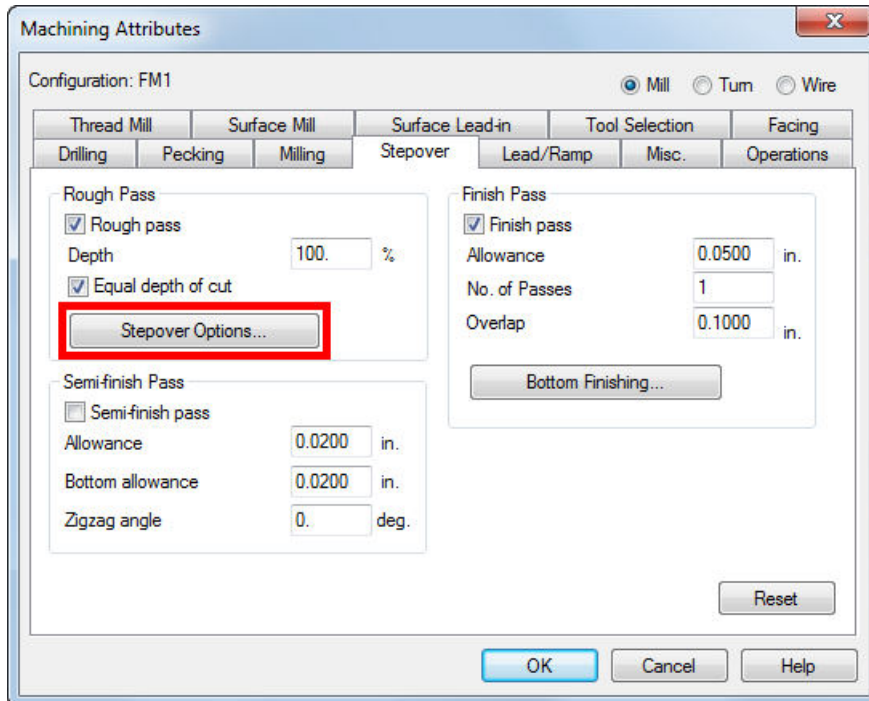 Machining Attributes
Configuration: FM1
Mill Turn Wire
Thread Mill Surface Mill Surface Lead-in Tool Selection Facing
Drilling Pecking Milling Stepover Lead/Ramp Misc. Operations
Rough Pass
Rough pass
Depth 100. %
Equal depth of cut
Stepover Options...
Semi-finish Pass
Semi-finish pass
Allowance 0.0200 in.
Bottom allowance 0.0200 in.
Zigzag angle 0. deg.
Finish Pass
Finish pass
Allowance 0.0500 in.
No. of Passes 1
Overlap 0.1000 in.
Bottom Finishing...
Reset
OK Cancel Help